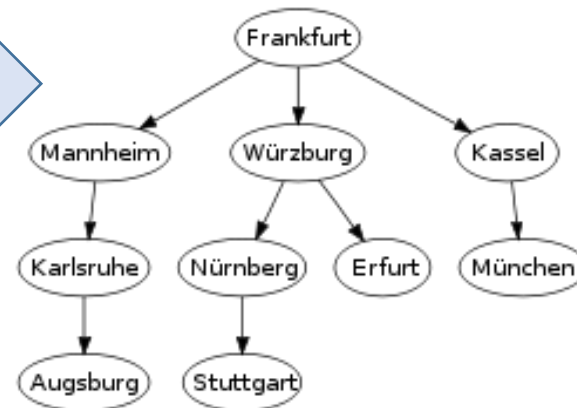 Frankfurt
Mannheim Würzburg Kassel
Karlsruhe Nürnberg Erfurt München
Augsburg Stuttgart